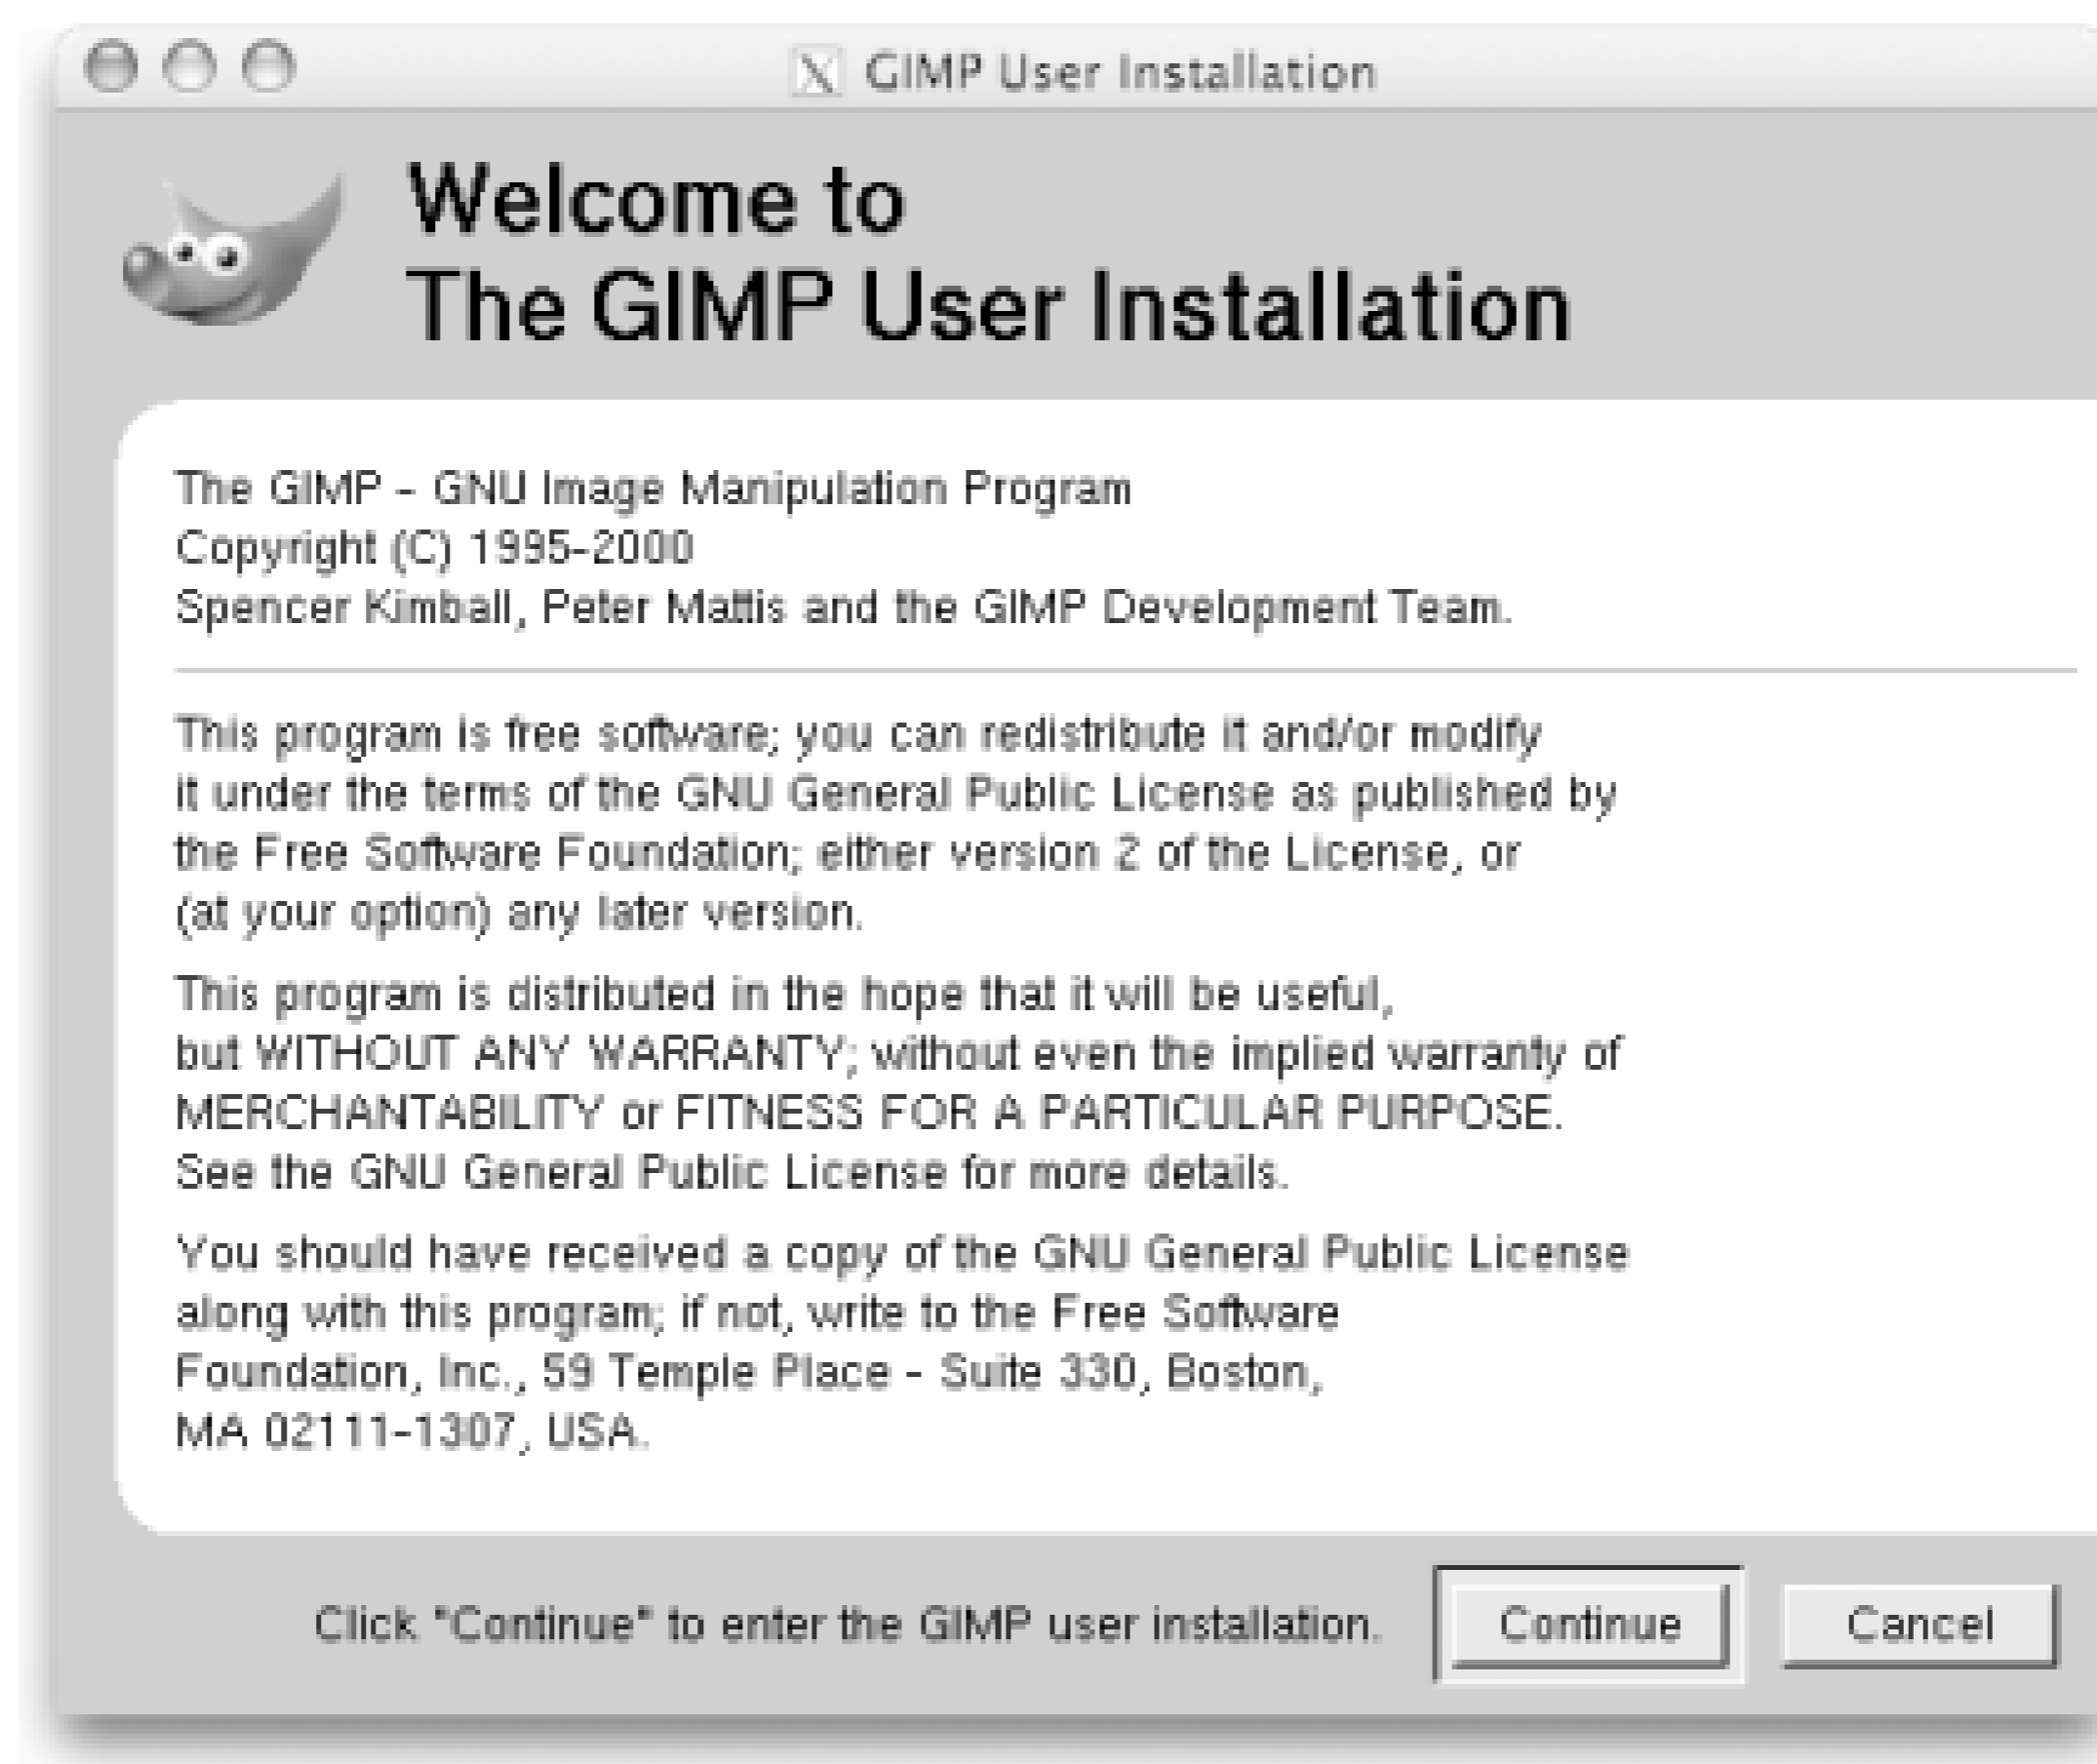 X GIMP User Installation
Welcome to
The GIMP User Installation
The GIMP - GNU Image Manipulation Program
Copyright (C) 1995-2000
Spencer Kimball, Peter Mattis and the GIMP Development Team.
This program is free software; you can redistribute it and/or modify
it under the terms of the GNU General Public License as published by
the Free Software Foundation; either version 2 of the License, or
(at your option) any later version.
This program is distributed in the hope that it will be useful,
but WITHOUT ANY WARRANTY; without even the implied warranty of
MERCHANTABILITY or FITNESS FOR A PARTICULAR PURPOSE.
See the GNU General Public License for more details.
You should have received a copy of the GNU General Public License
along with this program; if not, write to the Free Software
Foundation, Inc., 59 Temple Place - Suite 330, Boston,
MA 02111-1307, USA.
Click "Continue" to enter the GIMP user installation. Continue Cancel